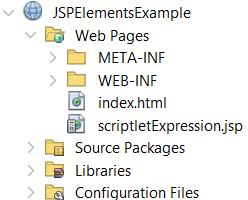 JSPElementsExample
Web Pages
META-INF
WEB-INF
index.html
scriptletExpression.jsp
Source Packages
Libraries
Configuration Files